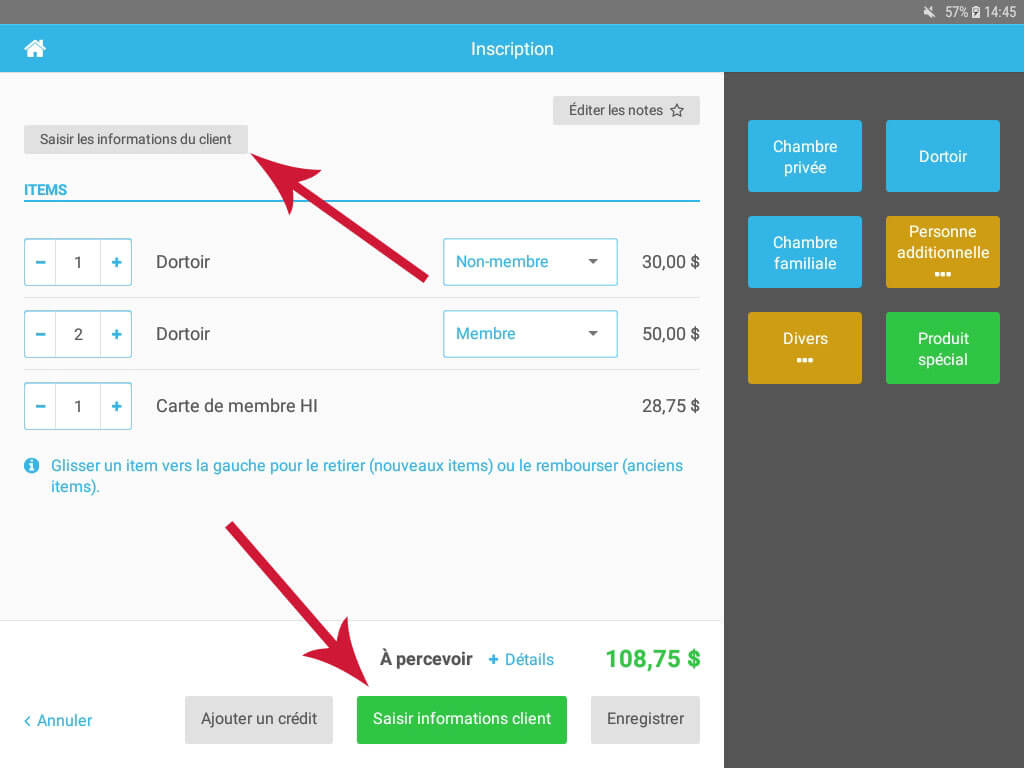 57% 14:45
Inscription
Éditer les notes
Saisir les informations du client
ITEMS
− 1 + Dortoir Non-membre 30,00 $
− 2 + Dortoir Membre 50,00 $
− 1 + Carte de membre HI 28,75 $
Glisser un item vers la gauche pour le retirer (nouveaux items) ou le rembourser (anciens
items).
À percevoir + Détails 108,75 $
< Annuler Ajouter un crédit Saisir informations client Enregistrer
Chambre
privée
Dortoir
Chambre
familiale
Personne
additionnelle
Divers
Produit
spécial